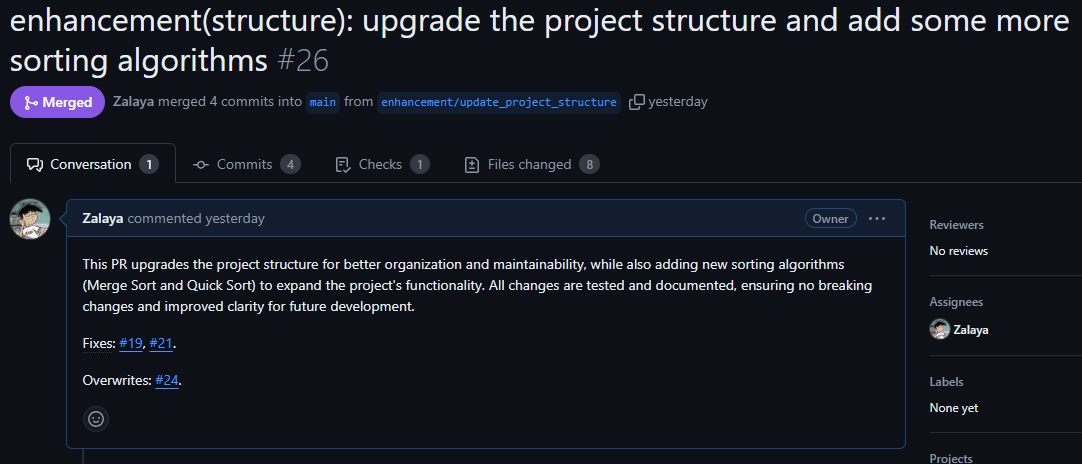 enhancement(structure): upgrade the project structure and add some more
sorting algorithms #26
Merged Zalaya merged 4 commits into main from enhancement/update_project_structure yesterday
Conversation 1 Commits 4 Checks 1 Files changed 8
Zalaya commented yesterday Owner
This PR upgrades the project structure for better organization and maintainability, while also adding new sorting algorithms
(Merge Sort and Quick Sort) to expand the project's functionality. All changes are tested and documented, ensuring no breaking
changes and improved clarity for future development.
Fixes: #19, #21.
Overwrites: #24.
Reviewers
No reviews
Assignees
Zalaya
Labels
None yet
Projects